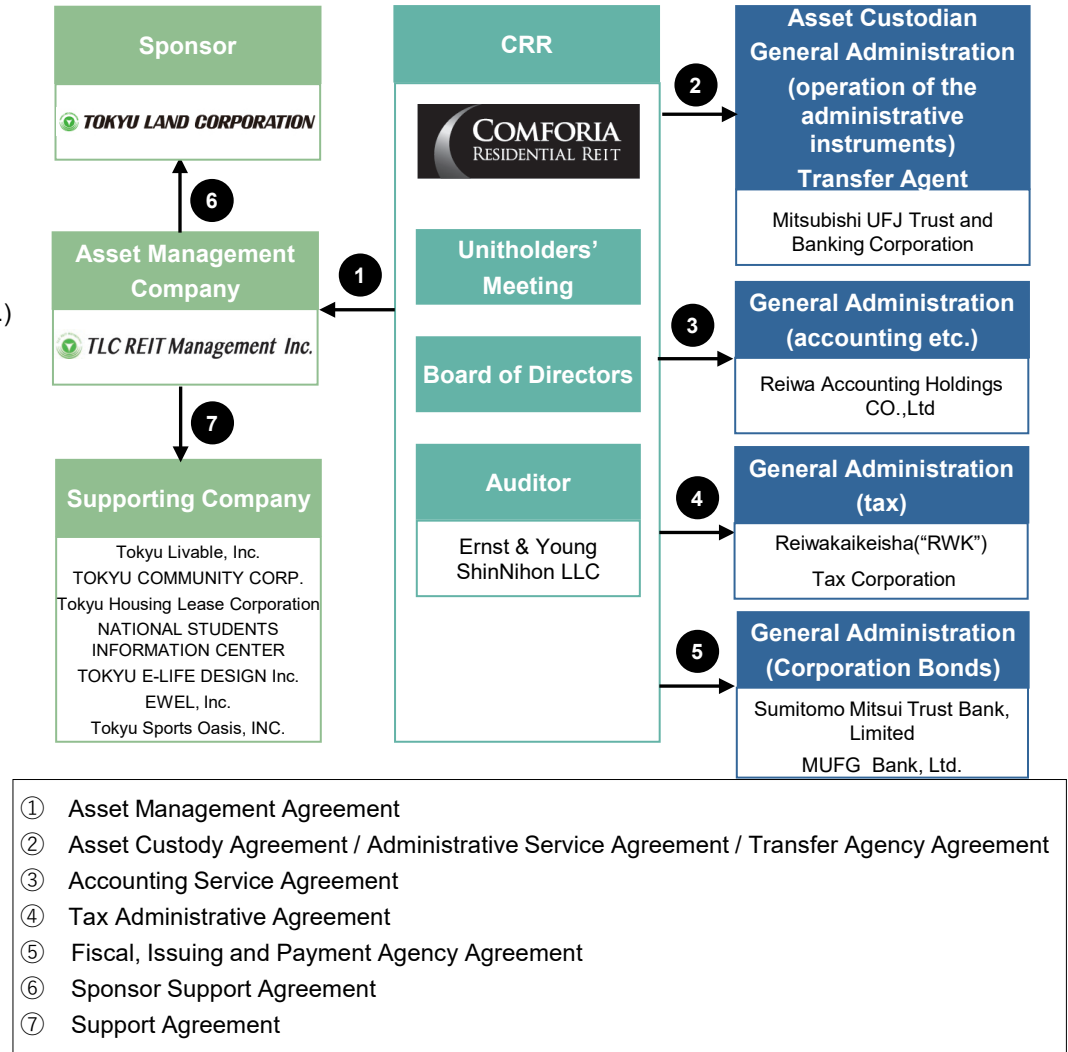 Sponsor
TOKYU LAND CORPORATION
6
Asset Management
Company
.)
TLC REIT Management Inc.
7
Supporting Company
Tokyu Livable, Inc.
TOKYU COMMUNITY CORP.
Tokyu Housing Lease Corporation
NATIONAL STUDENTS
INFORMATION CENTER
TOKYU E-LIFE DESIGN Inc.
EWEL, Inc.
Tokyu Sports Oasis, INC.
1
CRR
COMFORIA
RESIDENTIAL REIT
Unitholders’
Meeting
Board of Directors
Auditor
Ernst & Young
ShinNihon LLC
2
Asset Custodian
General Administration
(operation of the
administrative
instruments)
Transfer Agent
Mitsubishi UFJ Trust and
Banking Corporation
3
General Administration
(accounting etc.)
Reiwa Accounting Holdings
CO.,Ltd
4
General Administration
(tax)
Reiwakaikeisha(“RWK”)
Tax Corporation
5
General Administration
(Corporation Bonds)
Sumitomo Mitsui Trust Bank,
Limited
MUFG Bank, Ltd.
① Asset Management Agreement
② Asset Custody Agreement / Administrative Service Agreement / Transfer Agency Agreement
③ Accounting Service Agreement
④ Tax Administrative Agreement
⑤ Fiscal, Issuing and Payment Agency Agreement
⑥ Sponsor Support Agreement
⑦ Support Agreement